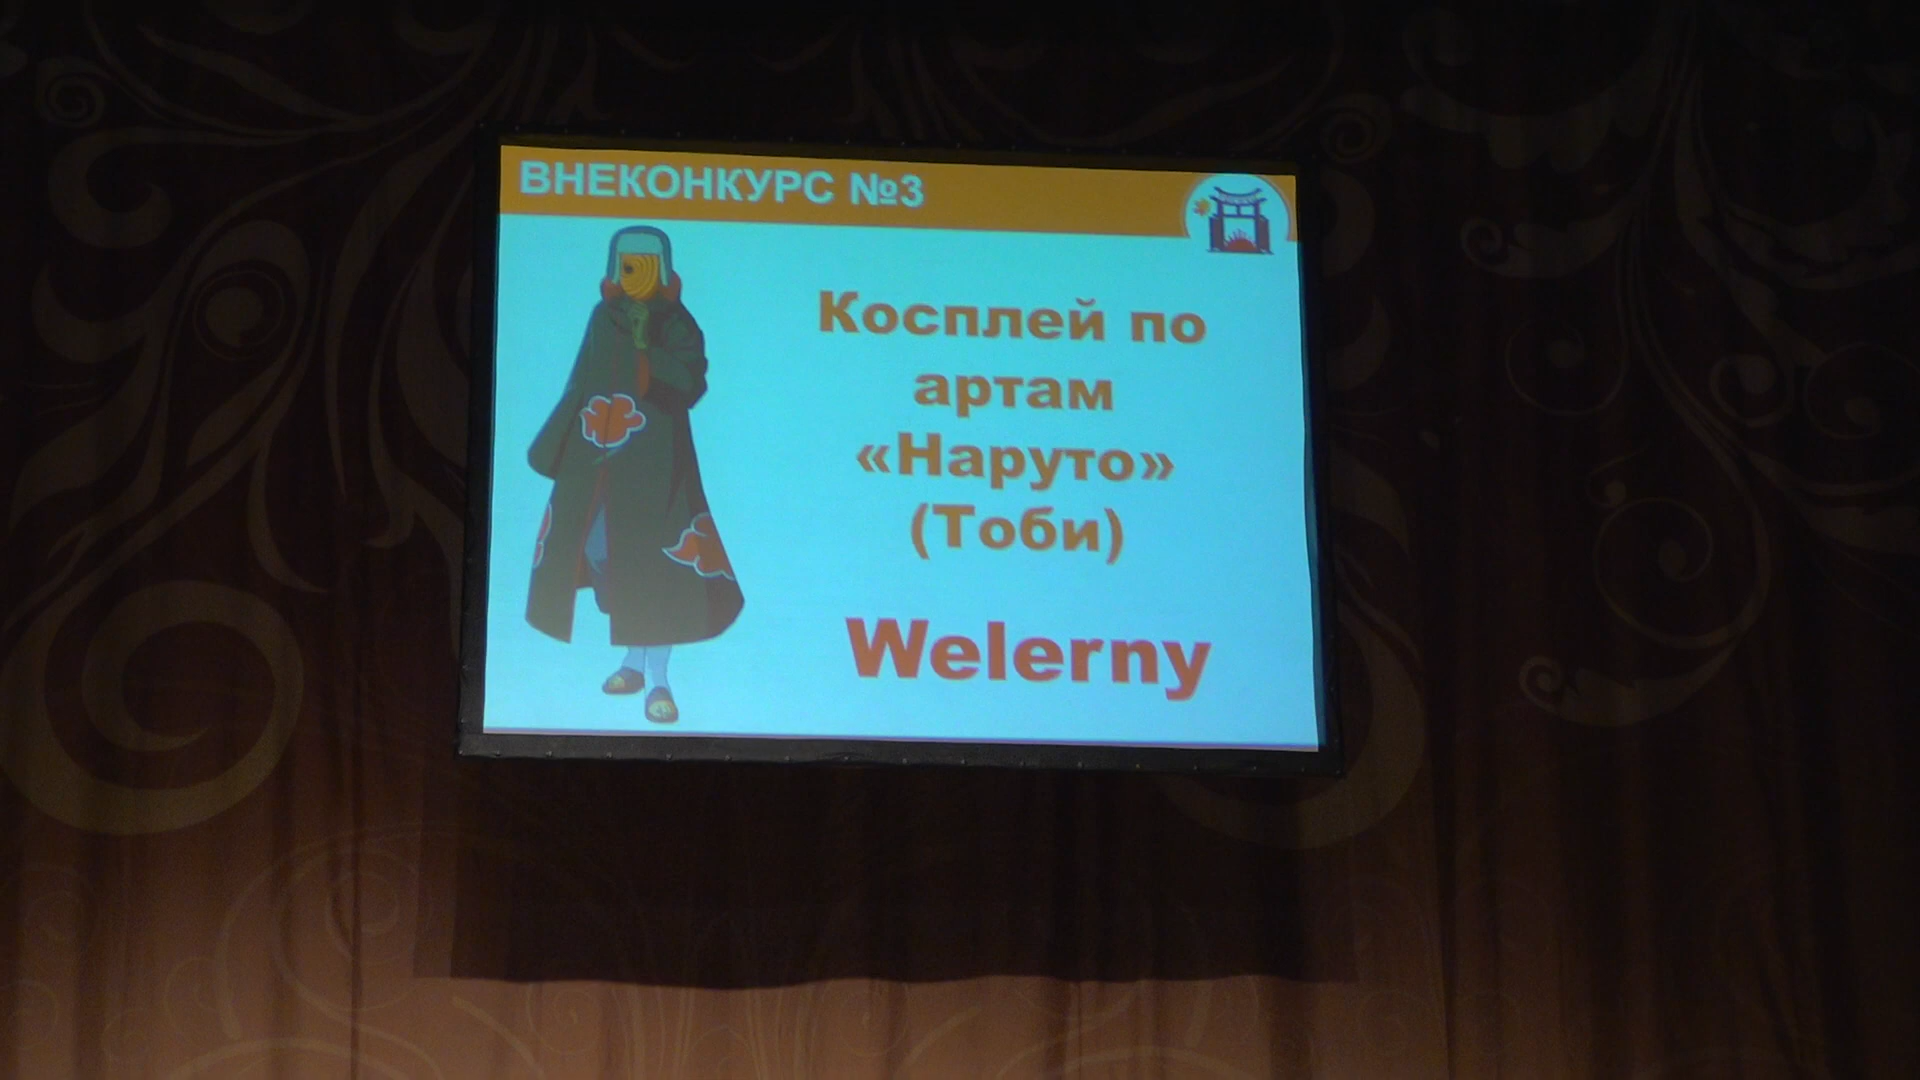 ВНЕКОНКУРС №3
Косплей по
артам
«Наруто»
(Тоби)
Welerny